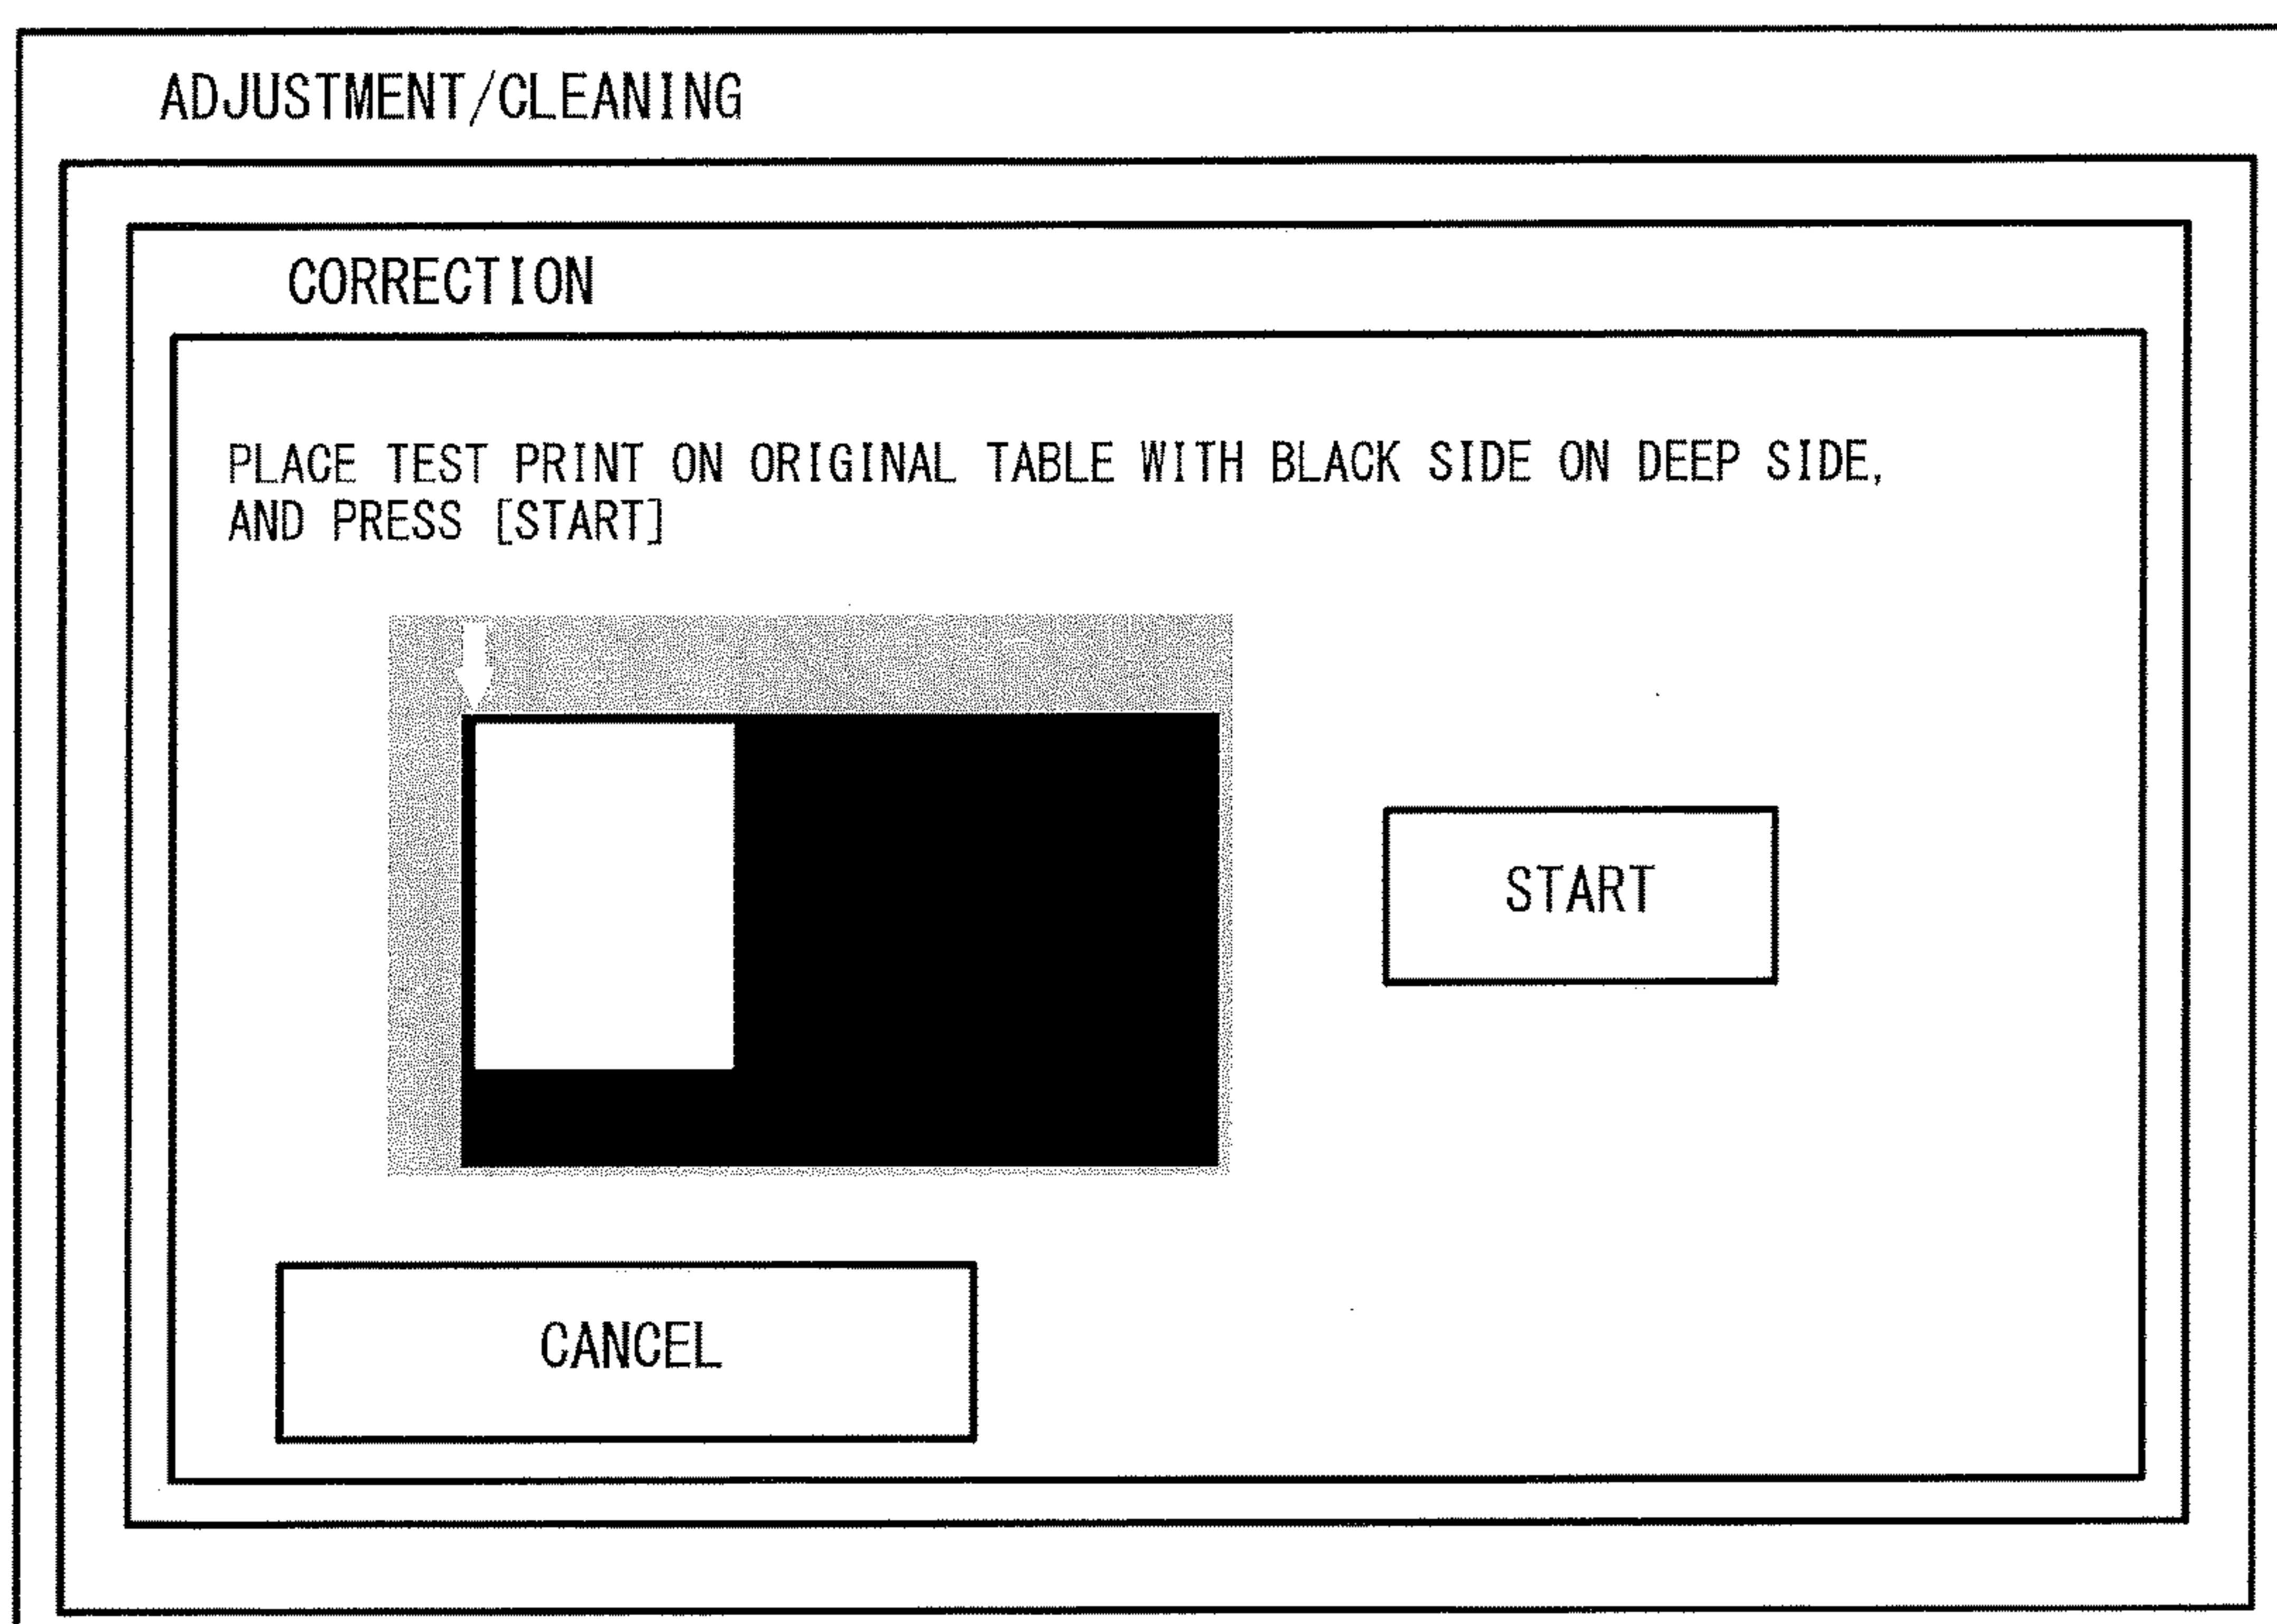 ADJUSTMENT/CLEANING
CORRECTION
PLACE TEST PRINT ON ORIGINAL TABLE WITH BLACK SIDE ON DEEP SIDE,
AND PRESS [START]
START
CANCEL